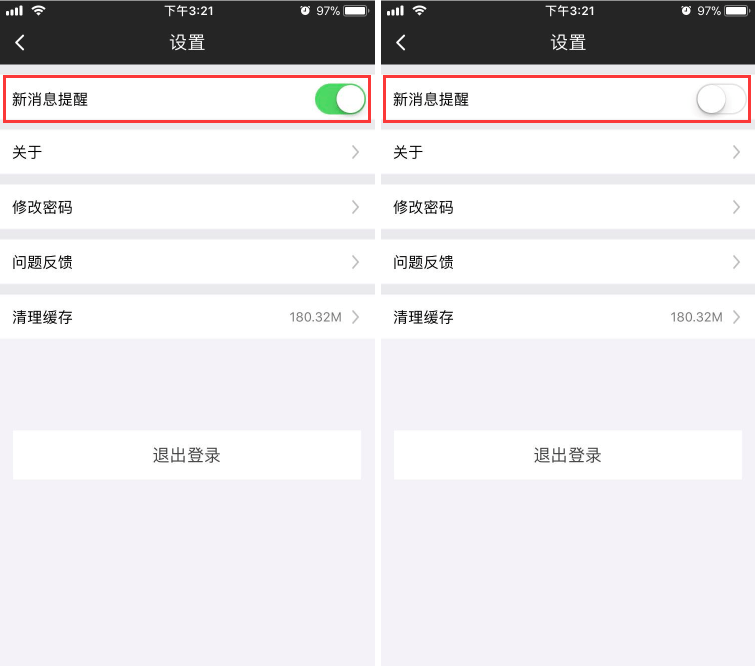 下午3:21
97%
设置
新消息提醒
关于
修改密码
问题反馈
清理缓存 180.32M
退出登录
下午3:21
97%
设置
新消息提醒
关于
修改密码
问题反馈
清理缓存 180.32M
退出登录